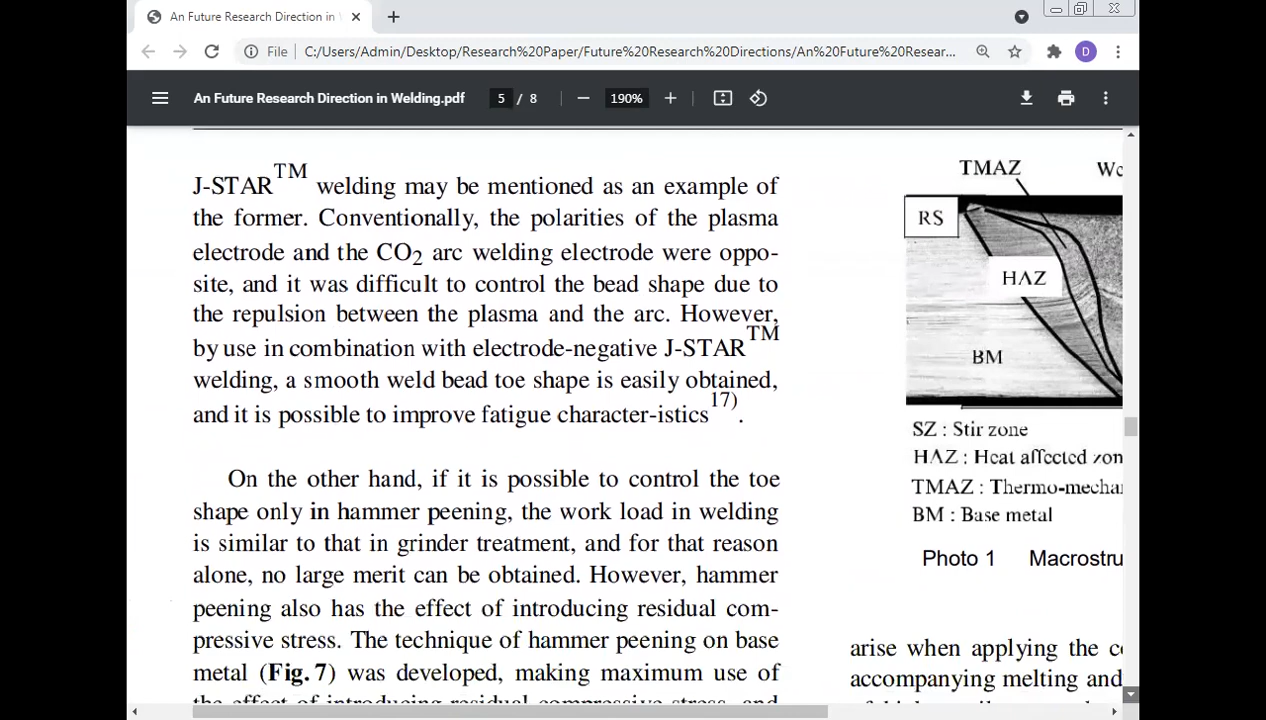 An Future Research Direction in
File C:/Users/Admin/Desktop/Research%20Paper/Future%20Research%20Directions/An%20Future%20Resear...
D
An Future Research Direction in Welding.pdf 5 / 8 190%
J-STAR™ welding may be mentioned as an example of
the former. Conventionally, the polarities of the plasma
electrode and the CO₂ arc welding electrode were oppo-
site, and it was difficult to control the bead shape due to
the repulsion between the plasma and the arc. However,
by use in combination with electrode-negative J-STAR™
welding, a smooth weld bead toe shape is easily obtained,
and it is possible to improve fatigue character-istics17).
On the other hand, if it is possible to control the toe
shape only in hammer peening, the work load in welding
is similar to that in grinder treatment, and for that reason
alone, no large merit can be obtained. However, hammer
peening also has the effect of introducing residual com-
pressive stress. The technique of hammer peening on base
metal (Fig. 7) was developed, making maximum use of
the effect of introducing residual compressive stress, and
TMAZ
RS
HAZ
BM
SZ : Stir zone
HAZ : Heat affected zon
TMAZ : Thermo-mechar
BM : Base metal
Photo 1 Macrostru
arise when applying the c
accompanying melting and